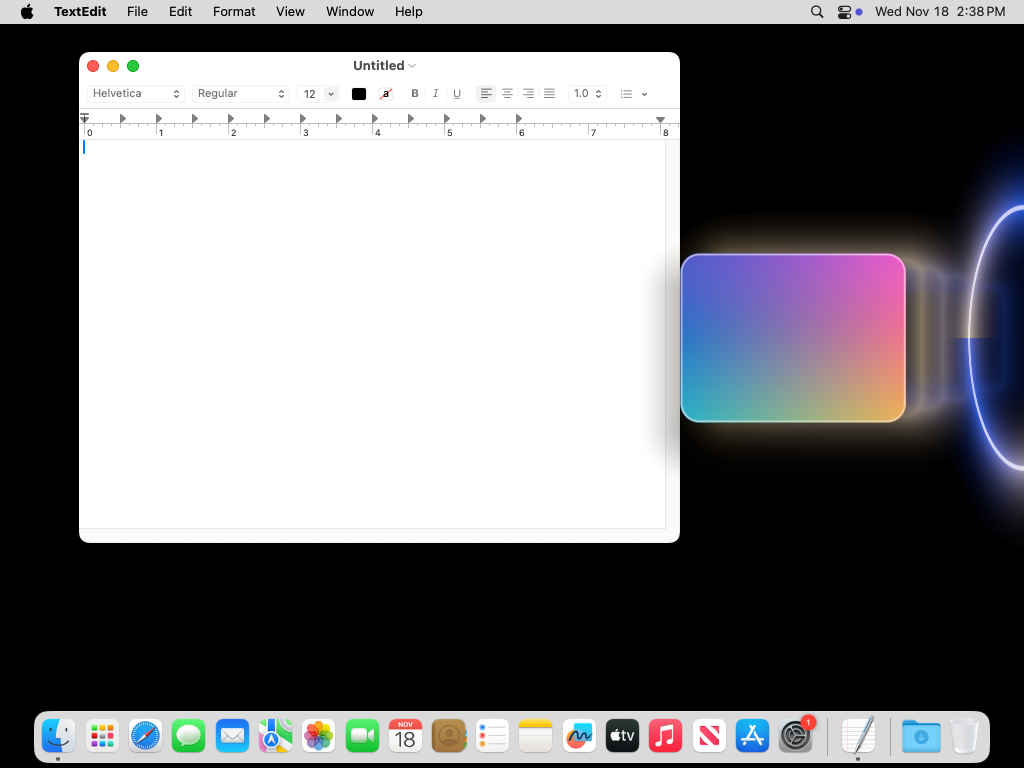 TextEdit File Edit Format View Window Help Wed Nov 18 2:38 PM
Untitled
Helvetica Regular 12 a B I U 1.0
0 1 2 3 4 5 6 7 8
NOV
18
tv
1